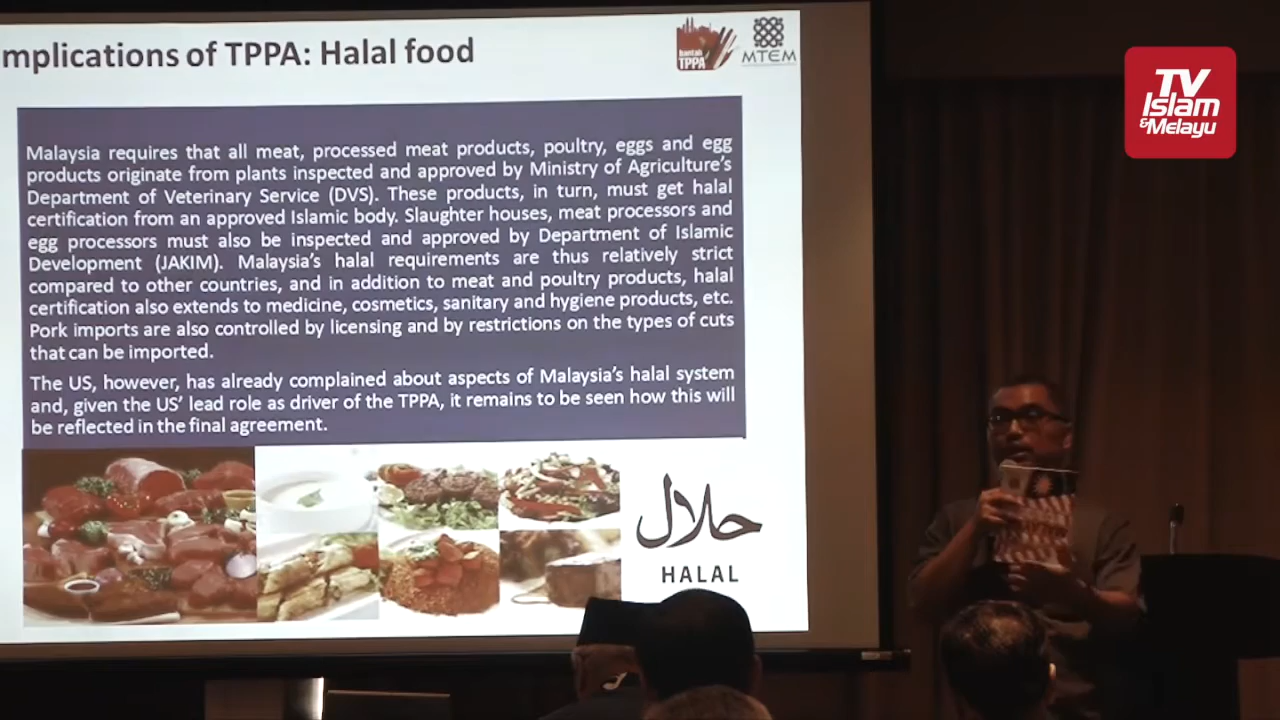 mplications of TPPA: Halal food
bantah
TPPA
MTEM
TV
Islam
&Melayu
Malaysia requires that all meat, processed meat products, poultry, eggs and egg
products originate from plants inspected and approved by Ministry of Agriculture's
Department of Veterinary Service (DVS). These products, in turn, must get halal
certification from an approved Islamic body. Slaughter houses, meat processors and
egg processors must also be inspected and approved by Department of Islamic
Development (JAKIM). Malaysia's halal requirements are thus relatively strict
compared to other countries, and in addition to meat and poultry products, halal
certification also extends to medicine, cosmetics, sanitary and hygiene products, etc.
Pork imports are also controlled by licensing and by restrictions on the types of cuts
that can be imported.
The US, however, has already complained about aspects of Malaysia's halal system
and, given the US' lead role as driver of the TPPA, it remains to be seen how this will
be reflected in the final agreement.
حلال
HALAL